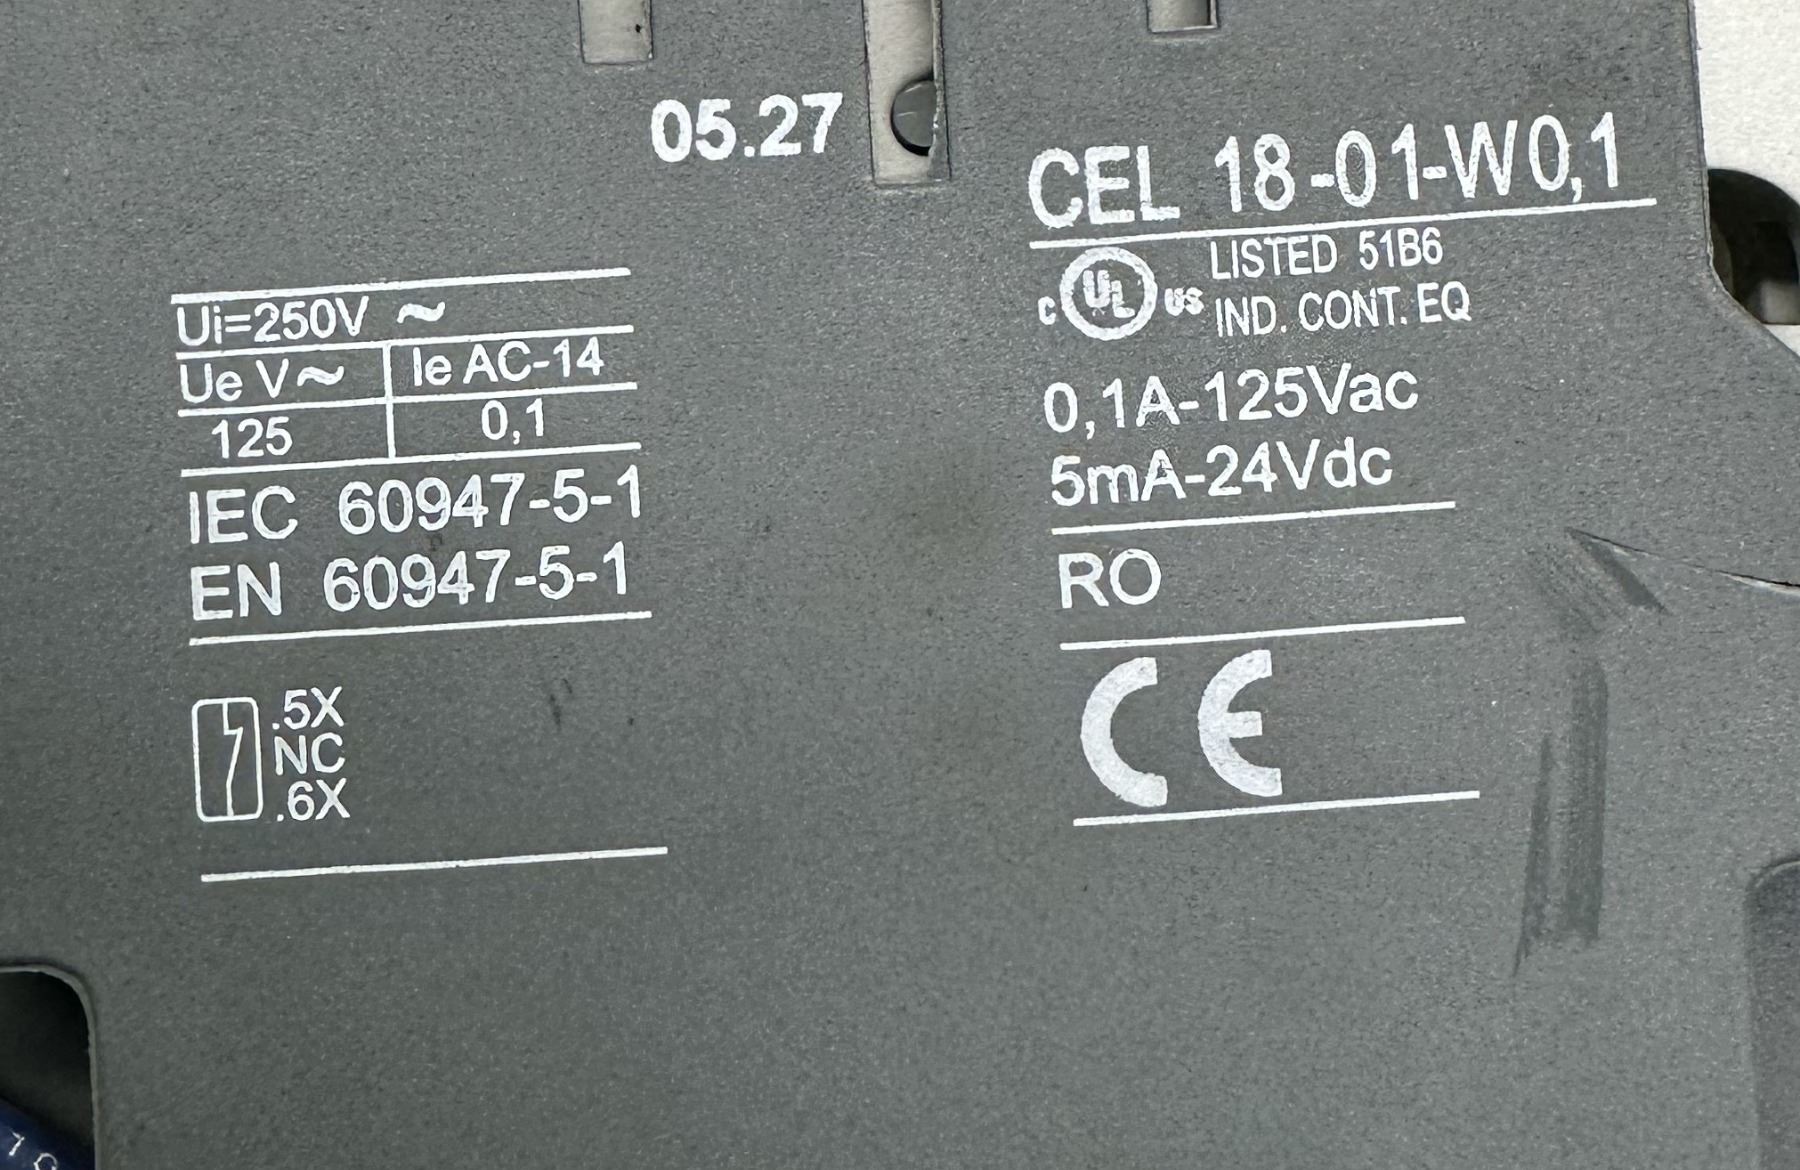 05.27
CEL 18-01-W0,1
c UL US LISTED 51B6
IND. CONT. EQ
0,1A-125Vac
5mA-24Vdc
RO
CE
Ui=250V ~
Ue V~ Ie AC-14
125 0,1
IEC 60947-5-1
EN 60947-5-1
.5X
NC
.6X